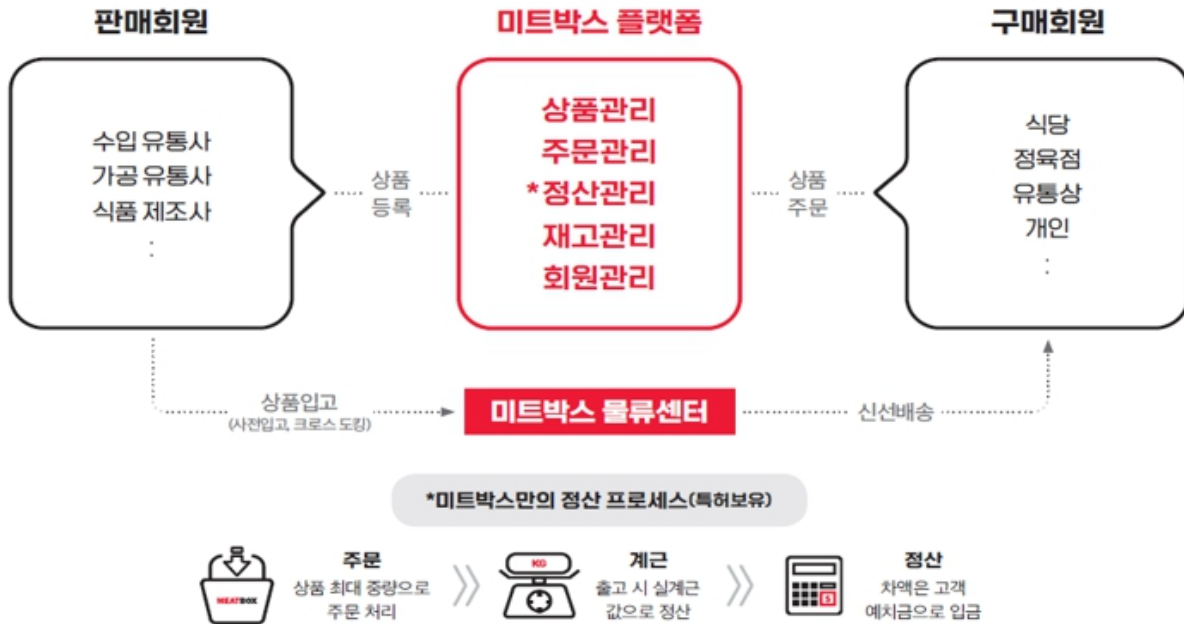 판매회원
미트박스 플랫폼
구매회원
수입 유통사
가공 유통사
식품 제조사
:
상품
등록
상품관리
주문관리
*정산관리
재고관리
회원관리
상품
주문
식당
정육점
유통상
개인
:
상품입고
(사전입고, 크로스 도킹)
미트박스 물류센터
신선배송
*미트박스만의 정산 프로세스(특허보유)
MEATBOX
주문
상품 최대 중량으로
주문 처리
KG
계근
출고 시 실계근
값으로 정산
$
정산
차액은 고객
예치금으로 입금